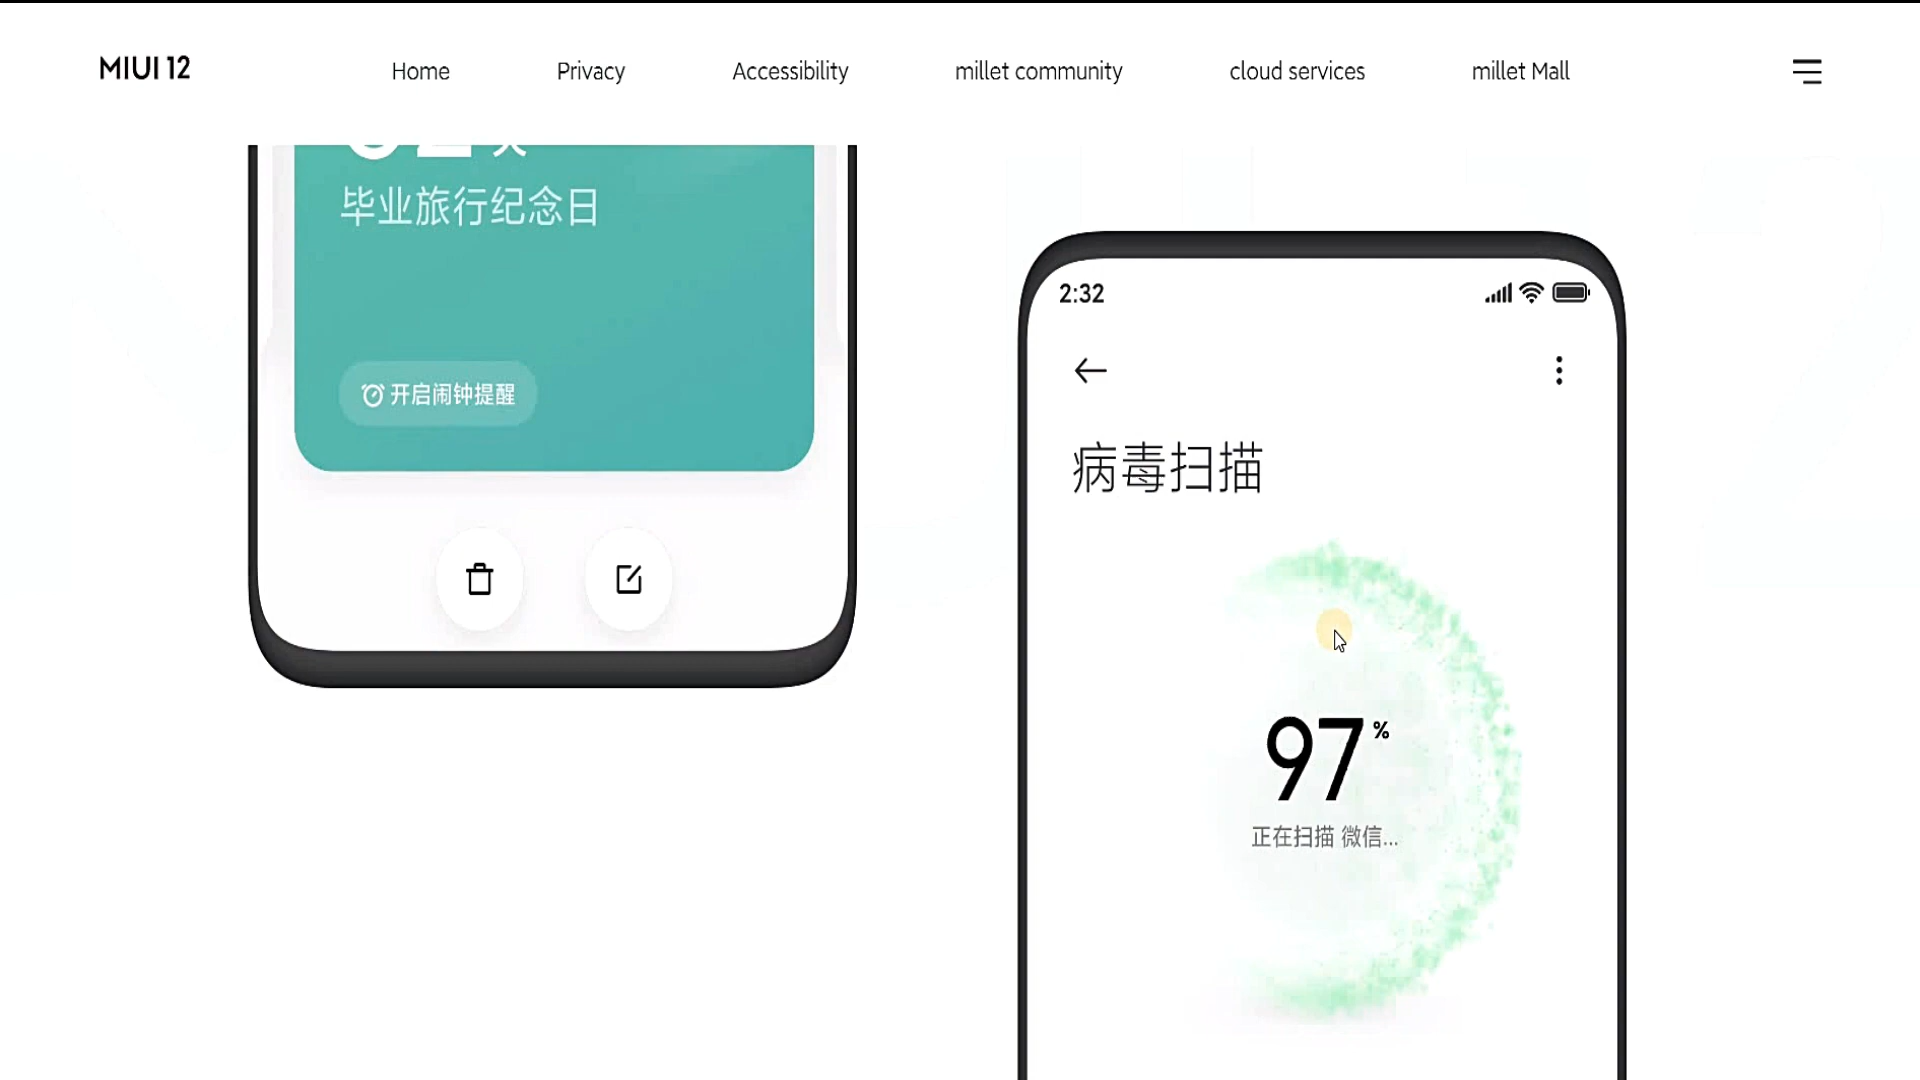 MIUI 12
Home
Privacy
Accessibility
millet community
cloud services
millet Mall
毕业旅行纪念日
开启闹钟提醒
2:32
病毒扫描
97%
正在扫描 微信...